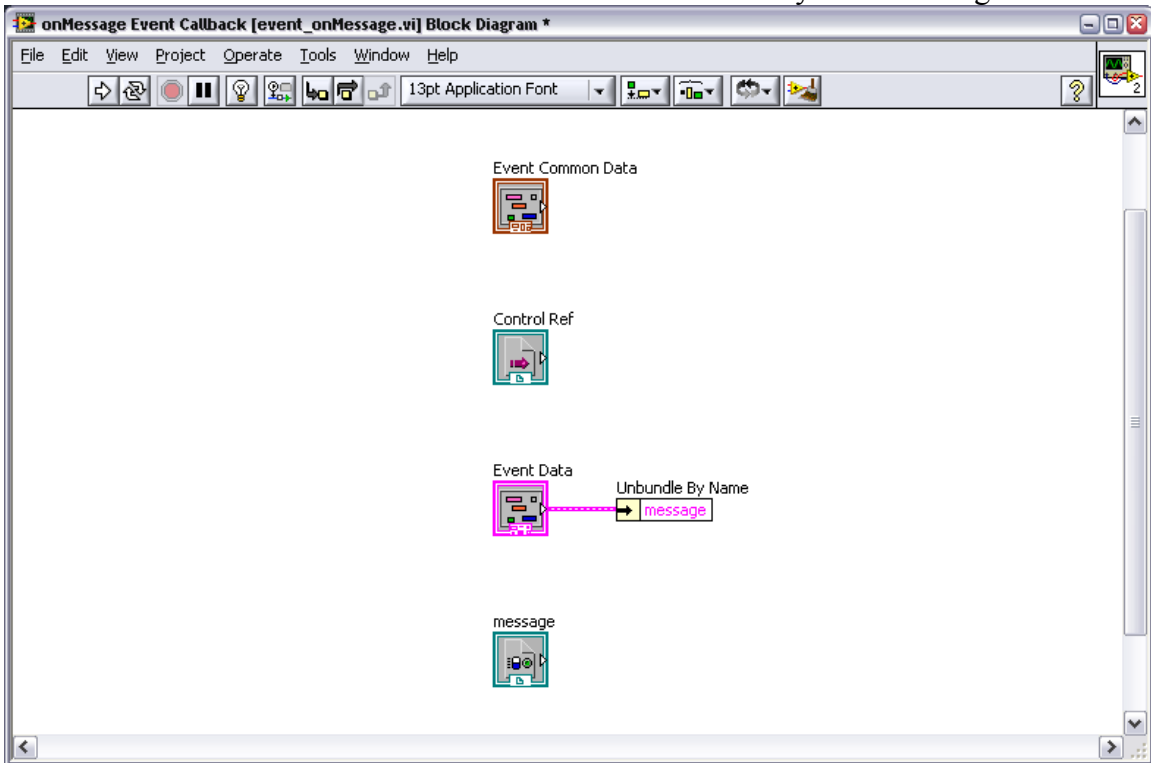 onMessage Event Callback [event_onMessage.vi] Block Diagram *
File Edit View Project Operate Tools Window Help
13pt Application Font
2
Event Common Data
Control Ref
Event Data
Unbundle By Name
message
message